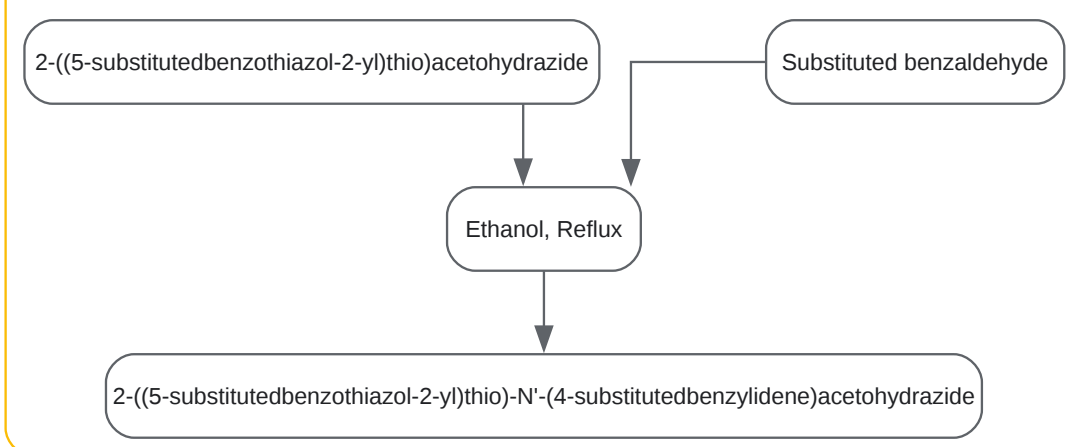 2-((5-substitutedbenzothiazol-2-yl)thio)acetohydrazide
Substituted benzaldehyde
Ethanol, Reflux
2-((5-substitutedbenzothiazol-2-yl)thio)-N'-(4-substitutedbenzylidene)acetohydrazide